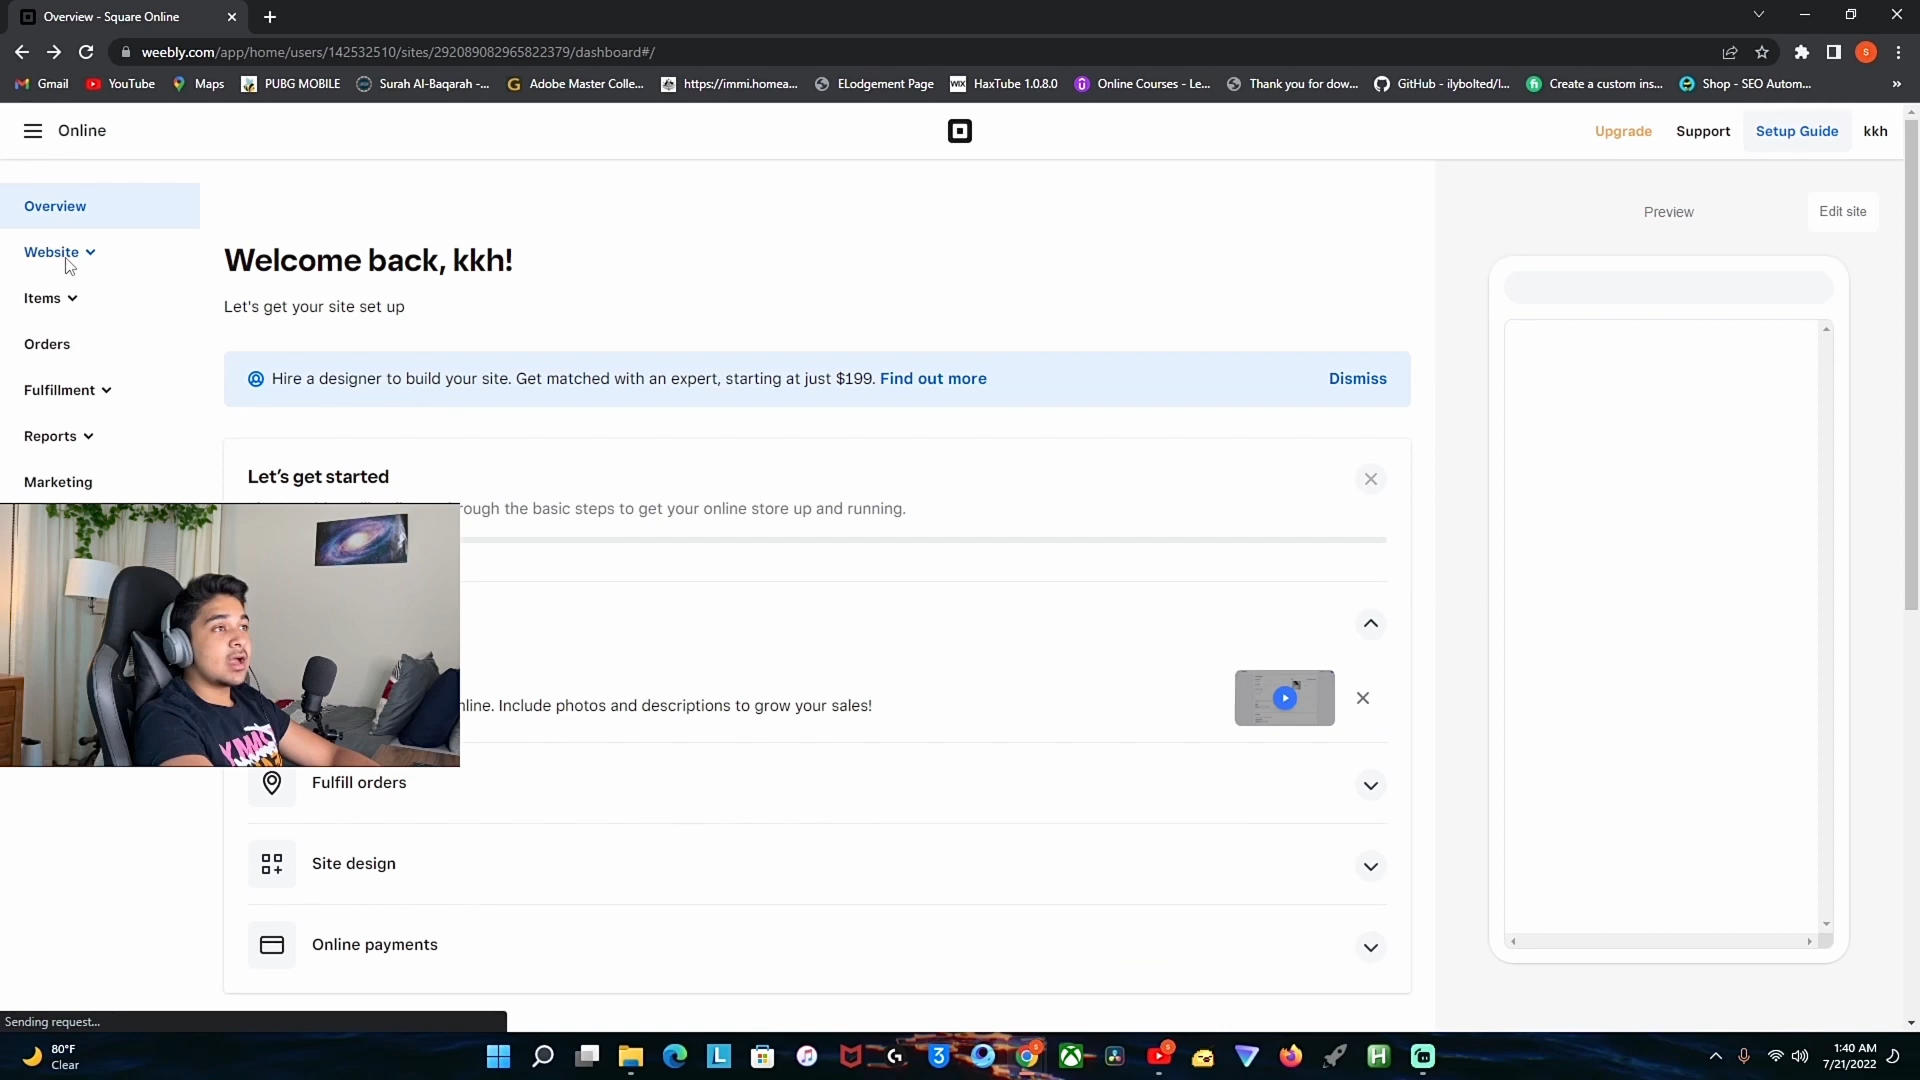 Overview - Square Online
weebly.com/app/home/users/142532510/sites/292089082965822379/dashboard#/
S
Gmail
YouTube
Maps
PUBG MOBILE
Surah Al-Baqarah -...
Adobe Master Colle...
https://immi.homea...
ELodgement Page
WIX HaxTube 1.0.8.0
Online Courses - Le...
Thank you for dow...
GitHub - ilybolted/l...
Create a custom ins...
Shop - SEO Autom...
Online
Upgrade
Support
Setup Guide
kkh
Overview
Website
Items
Orders
Fulfillment
Reports
Marketing
Welcome back, kkh!
Let's get your site set up
Hire a designer to build your site. Get matched with an expert, starting at just $199. Find out more
Dismiss
Let's get started
rough the basic steps to get your online store up and running.
nline. Include photos and descriptions to grow your sales!
Fulfill orders
Site design
Online payments
Preview
Edit site
Sending request...
80°F
Clear
1:40 AM
7/21/2022